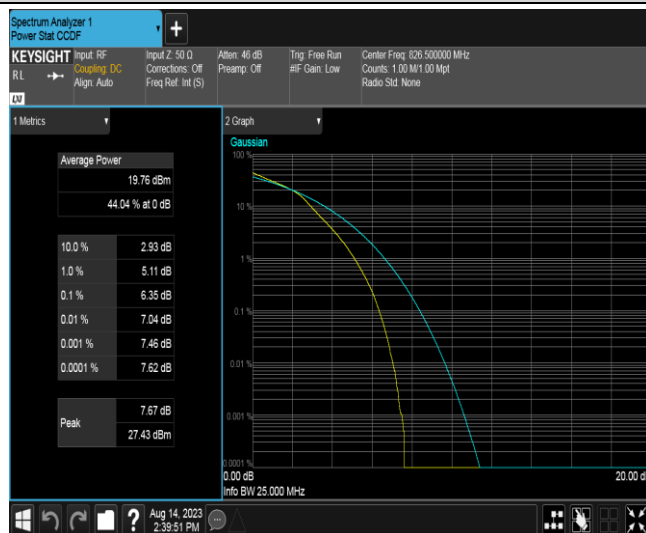 Spectrum Analyzer 1
Power Stat CCDF
+
KEYSIGHT
RL
LXI
Input: RF
Coupling: DC
Align: Auto
Input Z: 50 Ω
Corrections: Off
Freq Ref: Int (S)
Atten: 46 dB
Preamp: Off
Trig: Free Run
#IF Gain: Low
Center Freq: 826.500000 MHz
Counts: 1.00 M/1.00 Mpt
Radio Std: None
1 Metrics
Average Power
19.76 dBm
44.04 % at 0 dB
10.0 % 2.93 dB
1.0 % 5.11 dB
0.1 % 6.35 dB
0.01 % 7.04 dB
0.001 % 7.46 dB
0.0001 % 7.62 dB
Peak
7.67 dB
27.43 dBm
2 Graph
Gaussian
100 %
10 %
1 %
0.1 %
0.01 %
0.001 %
0.0001 %
0.00 dB
20.00 d
Info BW 25.000 MHz
?
Aug 14, 2023
2:39:51 PM